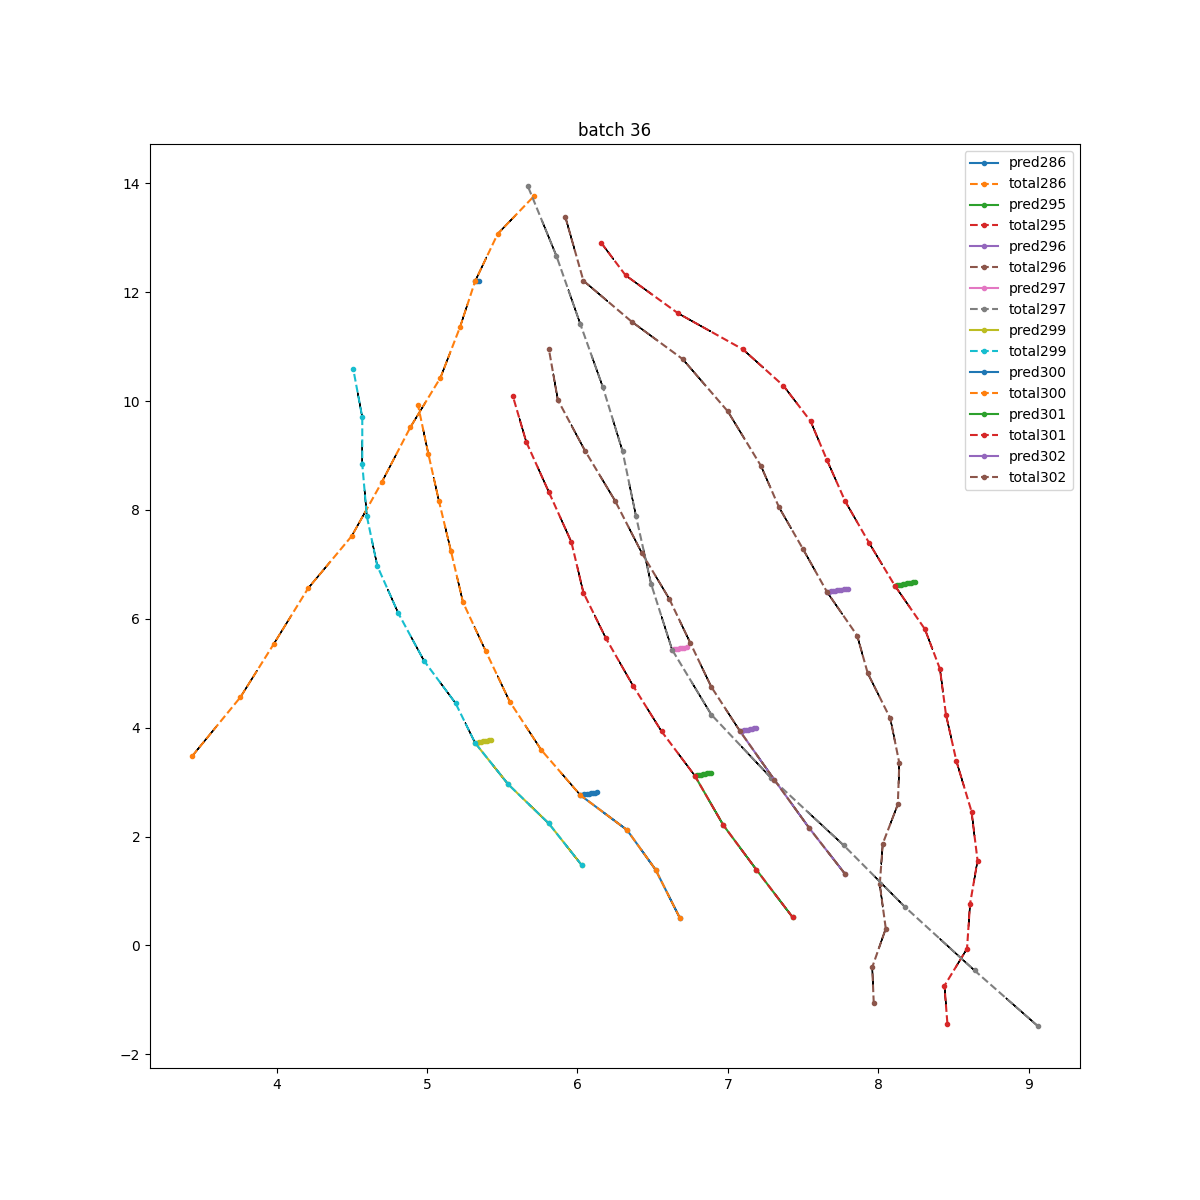 batch 36
pred286
total286
pred295
total295
pred296
total296
pred297
total297
pred299
total299
pred300
total300
pred301
total301
pred302
total302
14
12
10
8
6
4
2
0
−2
4 5 6 7 8 9